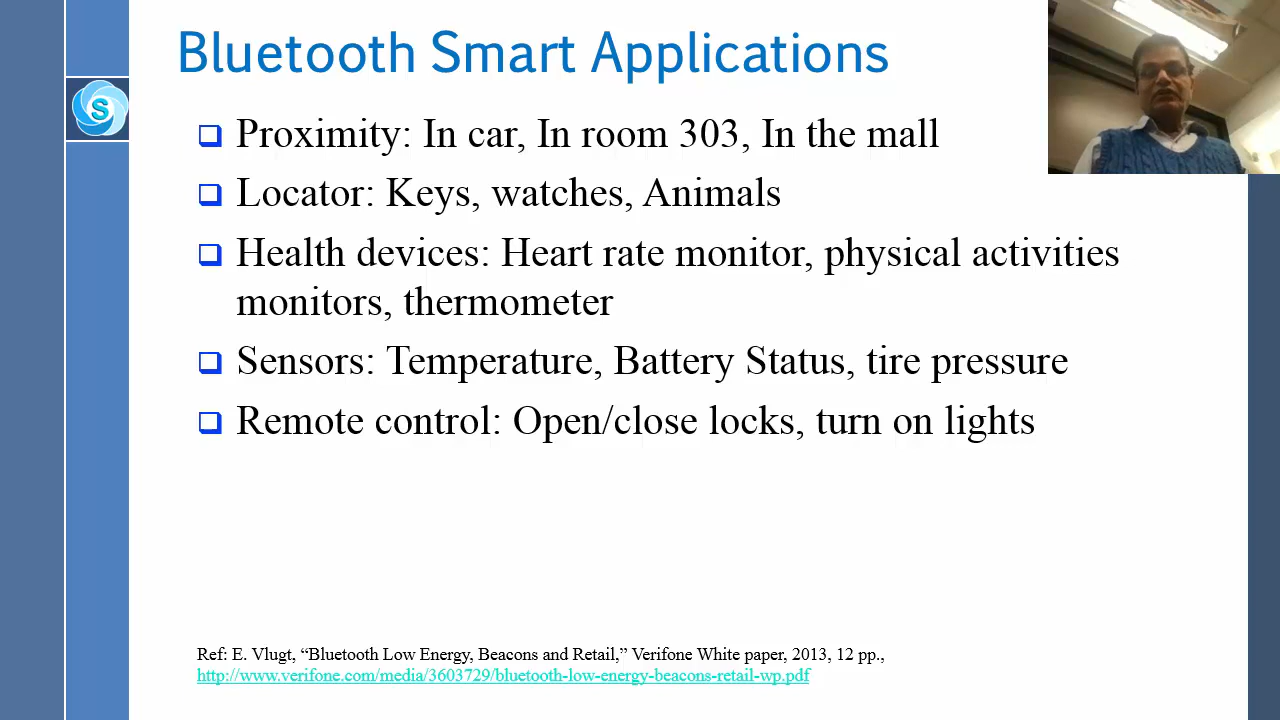 Bluetooth Smart Applications
S
Proximity: In car, In room 303, In the mall
Locator: Keys, watches, Animals
Health devices: Heart rate monitor, physical activities
monitors, thermometer
Sensors: Temperature, Battery Status, tire pressure
Remote control: Open/close locks, turn on lights
Ref: E. Vlugt, “Bluetooth Low Energy, Beacons and Retail,” Verifone White paper, 2013, 12 pp.,
http://www.verifone.com/media/3603729/bluetooth-low-energy-beacons-retail-wp.pdf